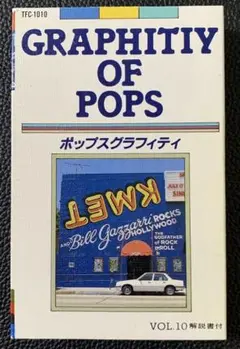 TFC-1010
GRAPHITIY
OF
POPS
ポップスグラフィティ
KMET
AND Bill Gazzarri ROCKS
HOLLYWOOD
THE
GODFATHER
OF ROCK
& ROLL
VOL.10 解説書付